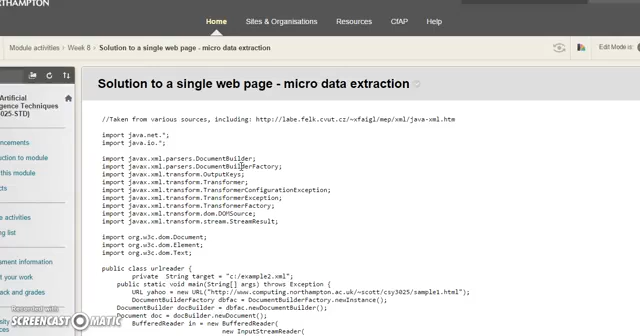 NORTHAMPTON
Home Sites & Organisations Resources CfAP Help
Module activities > Week 8 > Solution to a single web page - micro data extraction
Edit Mode is
Solution to a single web page - micro data extraction
Artificial
gence Techniques
025-STD)
ncements
uction to module
this module
cts
e activities
ing list
sment information
t your work
ack and grades
//Taken from various sources, including: http://labe.felk.cvut.cz/~xfaigl/mep/xml/java-xml.htm
import java.net.*;
import java.io.*;
import javax.xml.parsers.DocumentBuilder;
import javax.xml.parsers.DocumentBuilderFactory;
import javax.xml.transform.OutputKeys;
import javax.xml.transform.Transformer;
import javax.xml.transform.TransformerConfigurationException;
import javax.xml.transform.TransformerException;
import javax.xml.transform.TransformerFactory;
import javax.xml.transform.dom.DOMSource;
import javax.xml.transform.stream.StreamResult;
import org.w3c.dom.Document;
import org.w3c.dom.Element;
import org.w3c.dom.Text;
public class urlreader {
private String target = "c:/example2.xml";
public static void main(String[] args) throws Exception {
URL yahoo = new URL("http://www.computing.northampton.ac.uk/~scott/csy3025/sample1.html");
DocumentBuilderFactory dbfac = DocumentBuilderFactory.newInstance();
DocumentBuilder docBuilder = dbfac.newDocumentBuilder();
Document doc = docBuilder.newDocument();
BufferedReader in = new BufferedReader(
new InputStreamReader(
Recorded with
SCREENCAST-O-MATIC